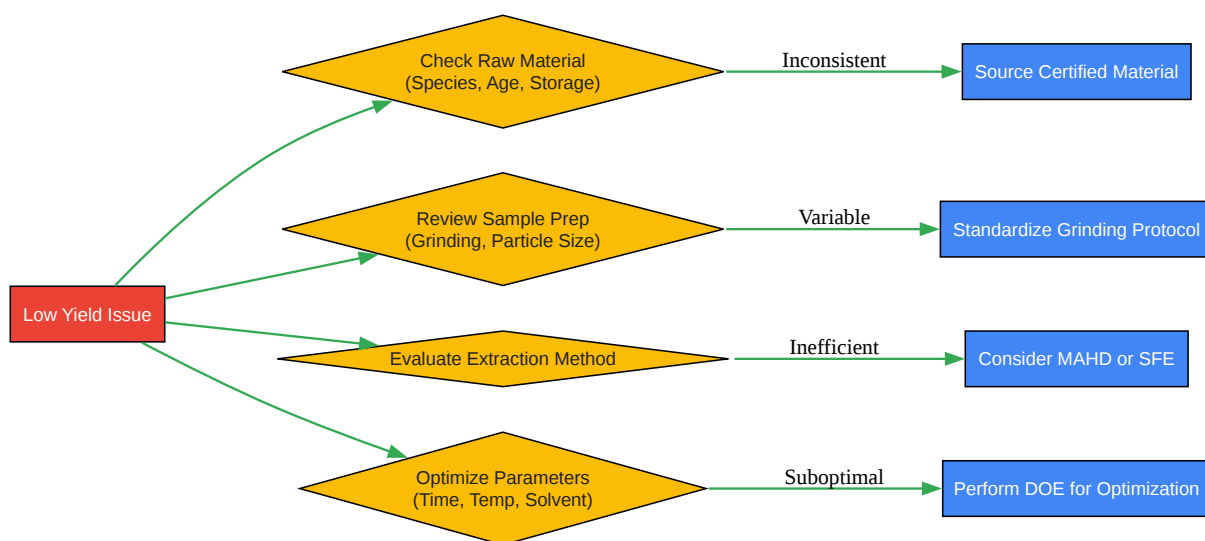 Check Raw Material
(Species, Age, Storage)
Inconsistent
Source Certified Material
Review Sample Prep
(Grinding, Particle Size)
Variable
Standardize Grinding Protocol
Low Yield Issue
Evaluate Extraction Method
Inefficient
Consider MAHD or SFE
Optimize Parameters
(Time, Temp, Solvent)
Suboptimal
Perform DOE for Optimization